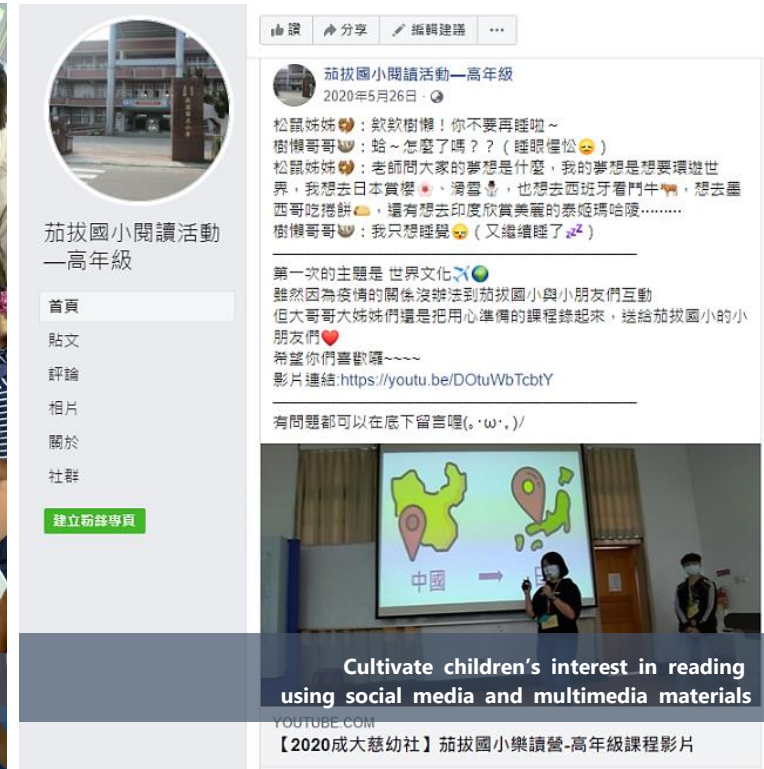 讚 分享 編輯建議 ...
茄拔國小閱讀活動
—高年級
首頁
貼文
評論
相片
關於
社群
建立粉絲專頁
茄拔國小閱讀活動—高年級
2020年5月26日 ·
松鼠姊姊🐿：欸欸樹懶！你不要再睡啦～
樹懶哥哥🦥：蛤～怎麼了嗎？？（睡眼惺忪😪）
松鼠姊姊🐿：老師問大家的夢想是什麼，我的夢想是想要環遊世
界，我想去日本賞櫻🌸、滑雪⛄，也想去西班牙看鬥牛🐂，想去墨
西哥吃捲餅🌮，還有想去印度欣賞美麗的泰姬瑪哈陵………
樹懶哥哥🦥：我只想睡覺😪（又繼續睡了💤）
第一次的主題是 世界文化✈🌍
雖然因為疫情的關係沒辦法到茄拔國小與小朋友們互動
但大哥哥大姊姊們還是把用心準備的課程錄起來，送給茄拔國小的小
朋友們❤
希望你們喜歡囉~~~~
影片連結:https://youtu.be/DOtuWbTcbtY
有問題都可以在底下留言喔(｡･ω･｡)/
中國 → 日
Cultivate children's interest in reading
using social media and multimedia materials
YOUTUBE.COM
【2020成大慈幼社】茄拔國小樂讀營-高年級課程影片